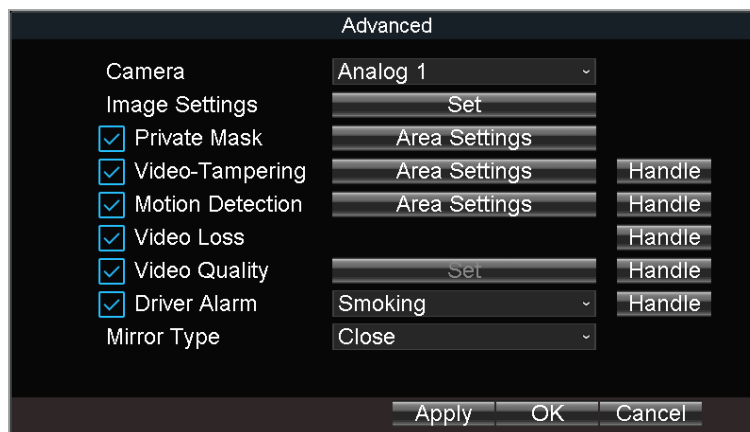 Advanced
Camera Analog 1
Image Settings Set
Private Mask Area Settings
Video-Tampering Area Settings Handle
Motion Detection Area Settings Handle
Video Loss Handle
Video Quality Set Handle
Driver Alarm Smoking Handle
Mirror Type Close
Apply OK Cancel